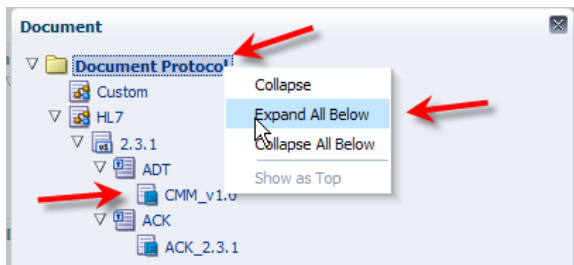 Document
Document Protocol
Custom
HL7
2.3.1
ADT
CMM_v1.0
ACK
ACK_2.3.1
Collapse
Expand All Below
Collapse All Below
Show as Top